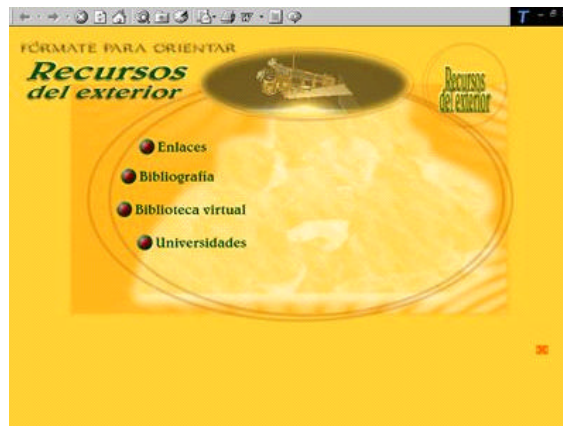 FÓRMATE PARA ORIENTAR
Recursos
del exterior
Recursos
del exterior
Enlaces
Bibliografía
Biblioteca virtual
Universidades